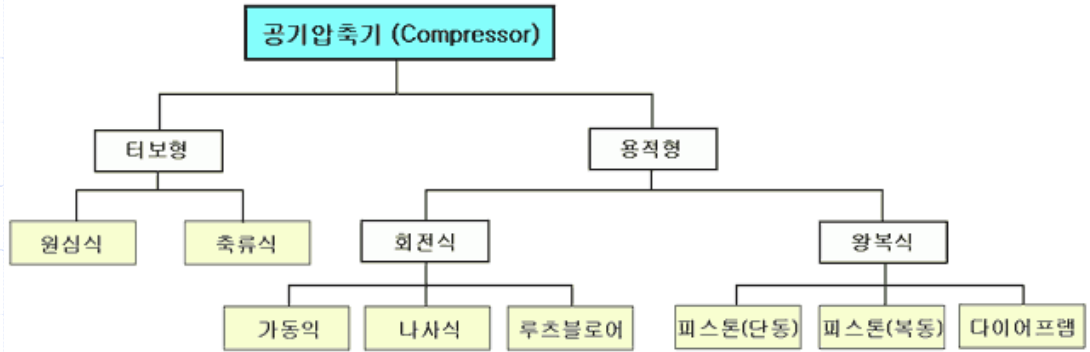 공기압축기 (Compressor)
터보형
용적형
원심식
축류식
회전식
왕복식
가동익
나사식
루츠블로어
피스톤(단동)
피스톤(복동)
다이어프램